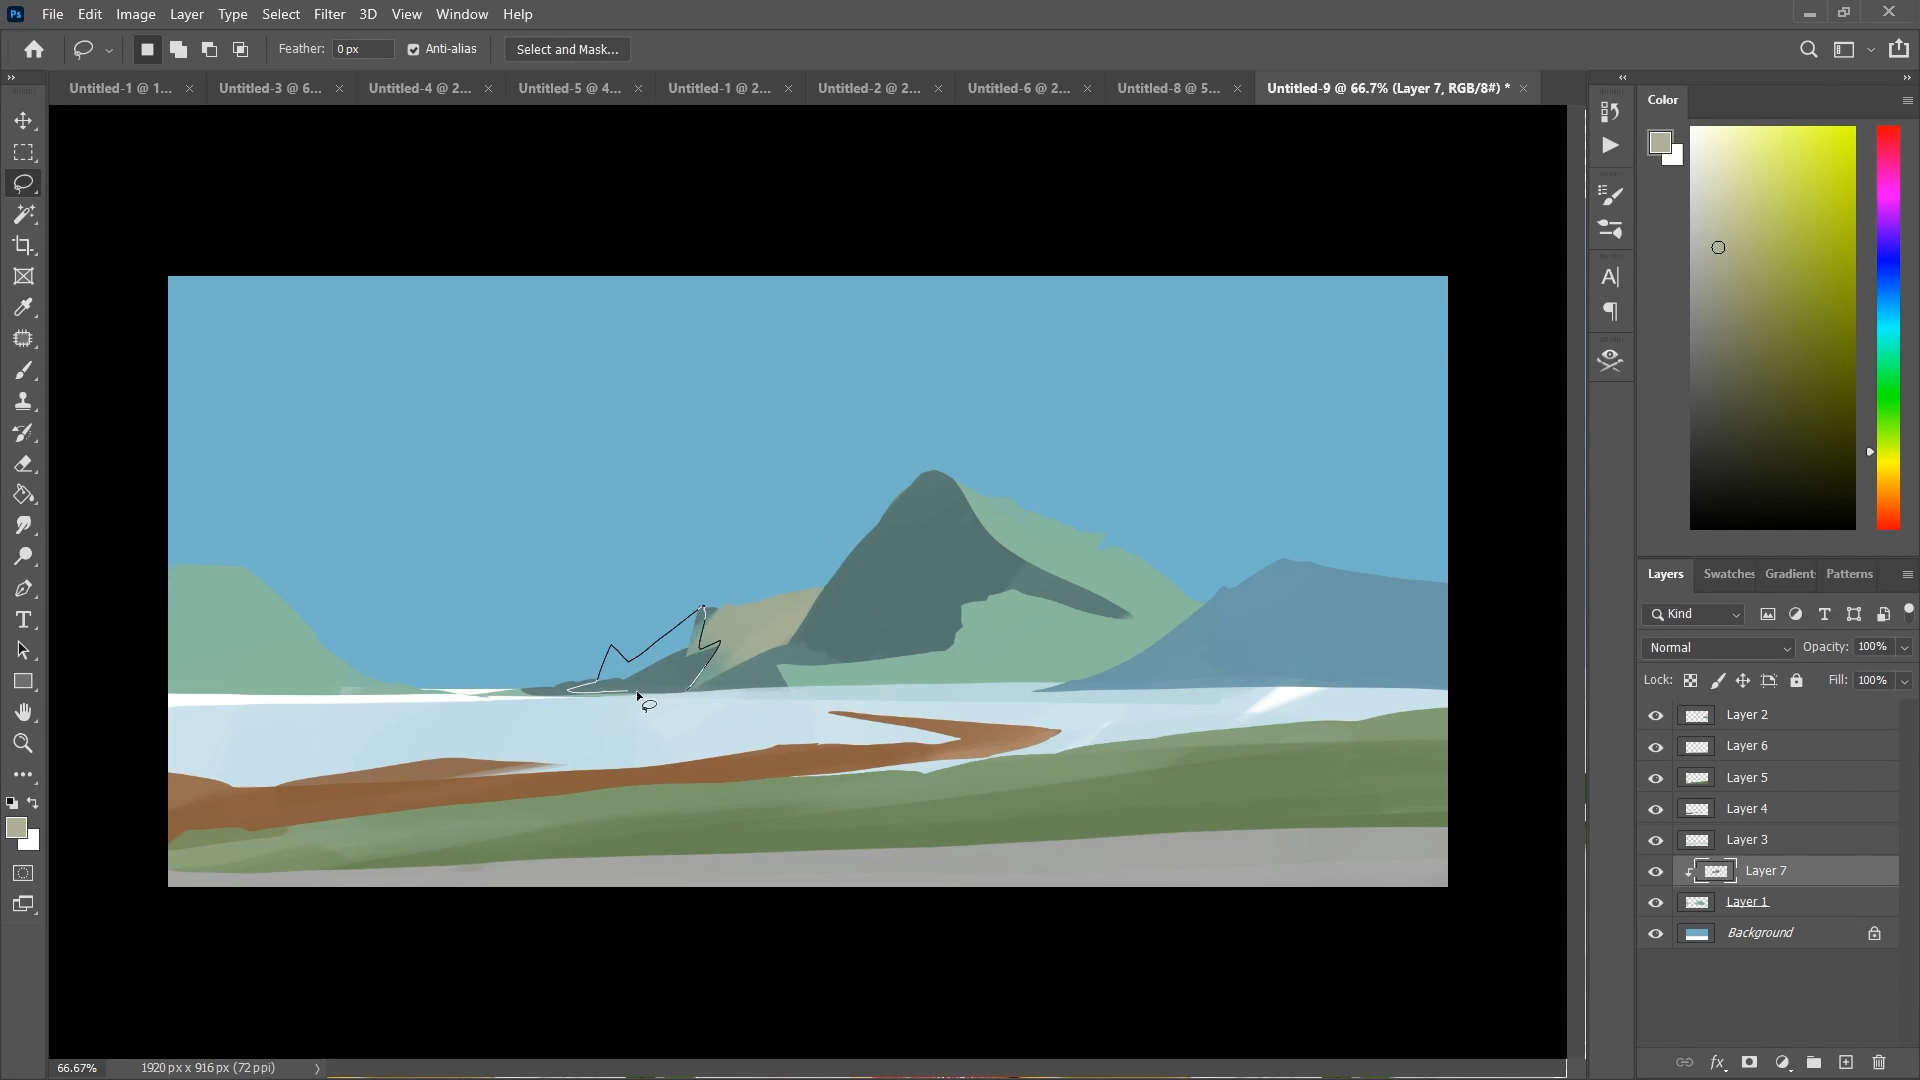 Ps File Edit Image Layer Type Select Filter 3D View Window Help
Feather: 0 px Anti-alias Select and Mask...
Untitled-1 @ 1... Untitled-3 @ 6... Untitled-4 @ 2... Untitled-5 @ 4... Untitled-1 @ 2... Untitled-2 @ 2... Untitled-6 @ 2... Untitled-8 @ 5... Untitled-9 @ 66.7% (Layer 7, RGB/8#) *
Color
Layers Swatches Gradient Patterns
Kind
Normal Opacity: 100%
Lock: Fill: 100%
Layer 2
Layer 6
Layer 5
Layer 4
Layer 3
Layer 7
Layer 1
Background
fx
66.67% 1920 px x 916 px (72 ppi)